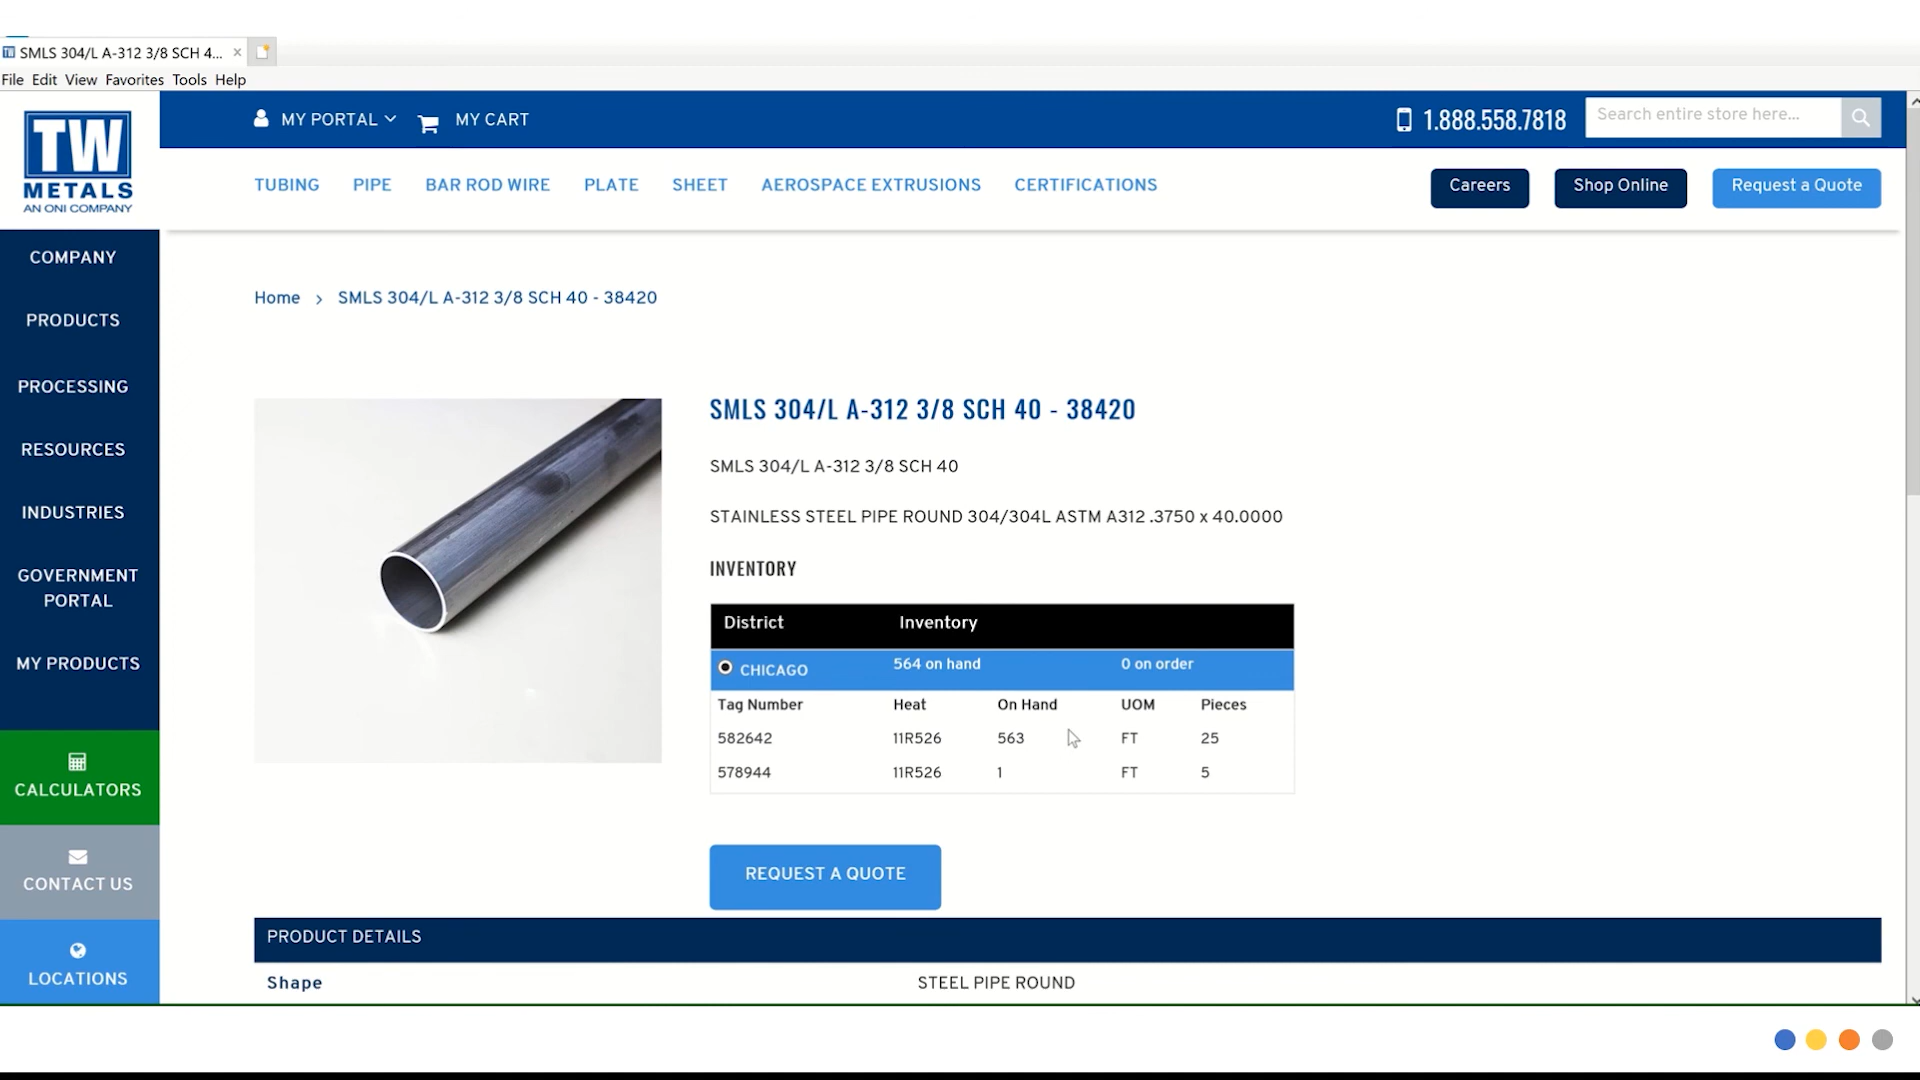 SMLS 304/L A-312 3/8 SCH 4...
File Edit View Favorites Tools Help
TW
METALS
AN ONI COMPANY
MY PORTAL
MY CART
1.888.558.7818
Search entire store here...
TUBING PIPE BAR ROD WIRE PLATE SHEET AEROSPACE EXTRUSIONS CERTIFICATIONS
Careers
Shop Online
Request a Quote
COMPANY
PRODUCTS
PROCESSING
RESOURCES
INDUSTRIES
GOVERNMENT
PORTAL
MY PRODUCTS
CALCULATORS
CONTACT US
LOCATIONS
Home > SMLS 304/L A-312 3/8 SCH 40 - 38420
SMLS 304/L A-312 3/8 SCH 40 - 38420
SMLS 304/L A-312 3/8 SCH 40
STAINLESS STEEL PIPE ROUND 304/304L ASTM A312 .3750 x 40.0000
INVENTORY
District Inventory
CHICAGO 564 on hand 0 on order
Tag Number Heat On Hand UOM Pieces
582642 11R526 563 FT 25
578944 11R526 1 FT 5
REQUEST A QUOTE
PRODUCT DETAILS
Shape STEEL PIPE ROUND